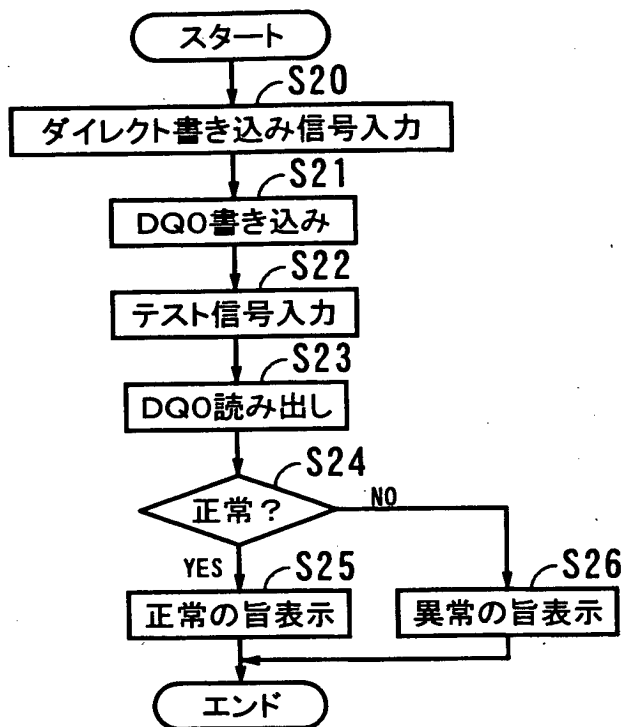 スタート
S20
ダイレクト書き込み信号入力
S21
DQ0書き込み
S22
テスト信号入力
S23
DQ0読み出し
S24
正常？
NO
YES
S25
正常の旨表示
S26
異常の旨表示
エンド